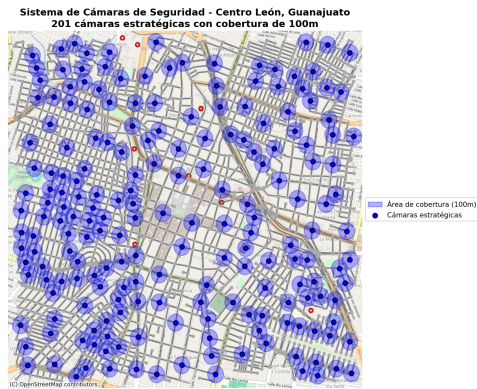 Sistema de Cámaras de Seguridad - Centro León, Guanajuato
201 cámaras estratégicas con cobertura de 100m
Área de cobertura (100m)
Cámaras estratégicas
(C) OpenStreetMap contributors